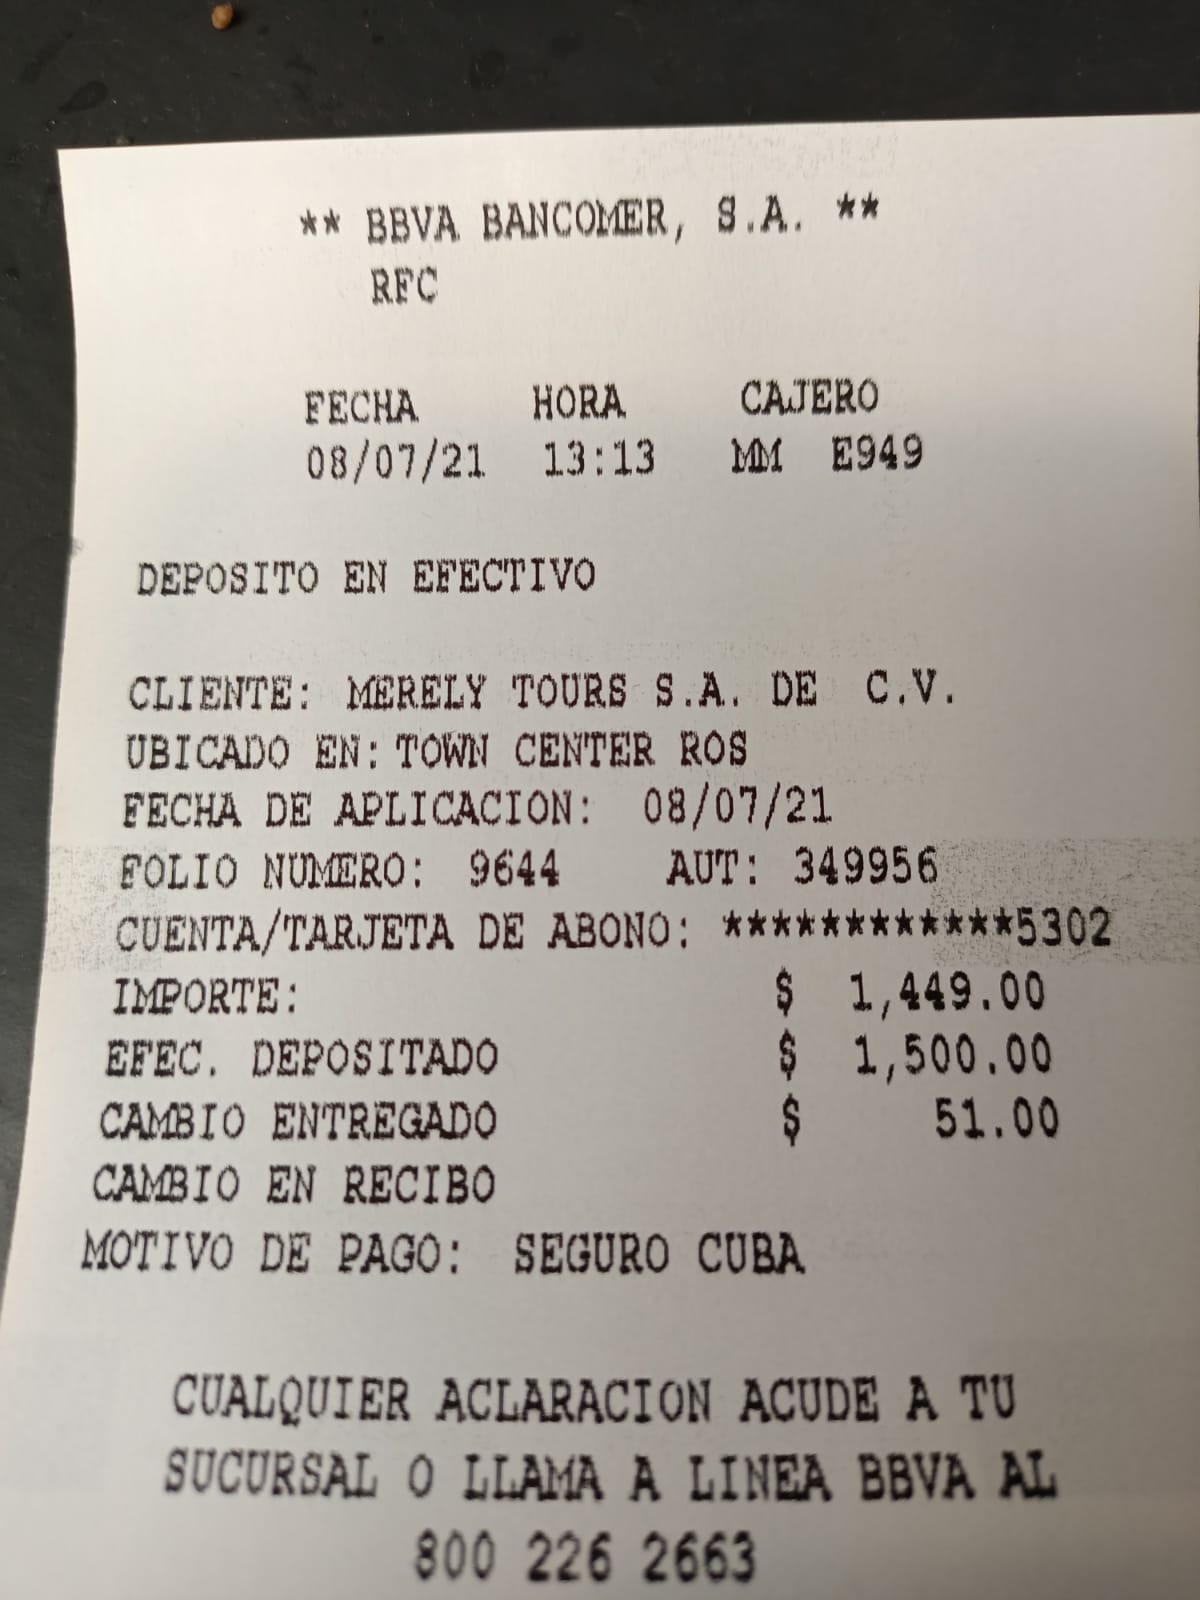 ** BBVA BANCOMER, S.A. **
RFC
FECHA HORA CAJERO
08/07/21 13:13 MM E949
DEPOSITO EN EFECTIVO
CLIENTE: MERELY TOURS S.A. DE C.V.
UBICADO EN: TOWN CENTER ROS
FECHA DE APLICACION: 08/07/21
FOLIO NUMERO: 9644 AUT: 349956
CUENTA/TARJETA DE ABONO: ************5302
IMPORTE: $ 1,449.00
EFEC. DEPOSITADO $ 1,500.00
CAMBIO ENTREGADO $ 51.00
CAMBIO EN RECIBO
MOTIVO DE PAGO: SEGURO CUBA
CUALQUIER ACLARACION ACUDE A TU
SUCURSAL O LLAMA A LINEA BBVA AL
800 226 2663